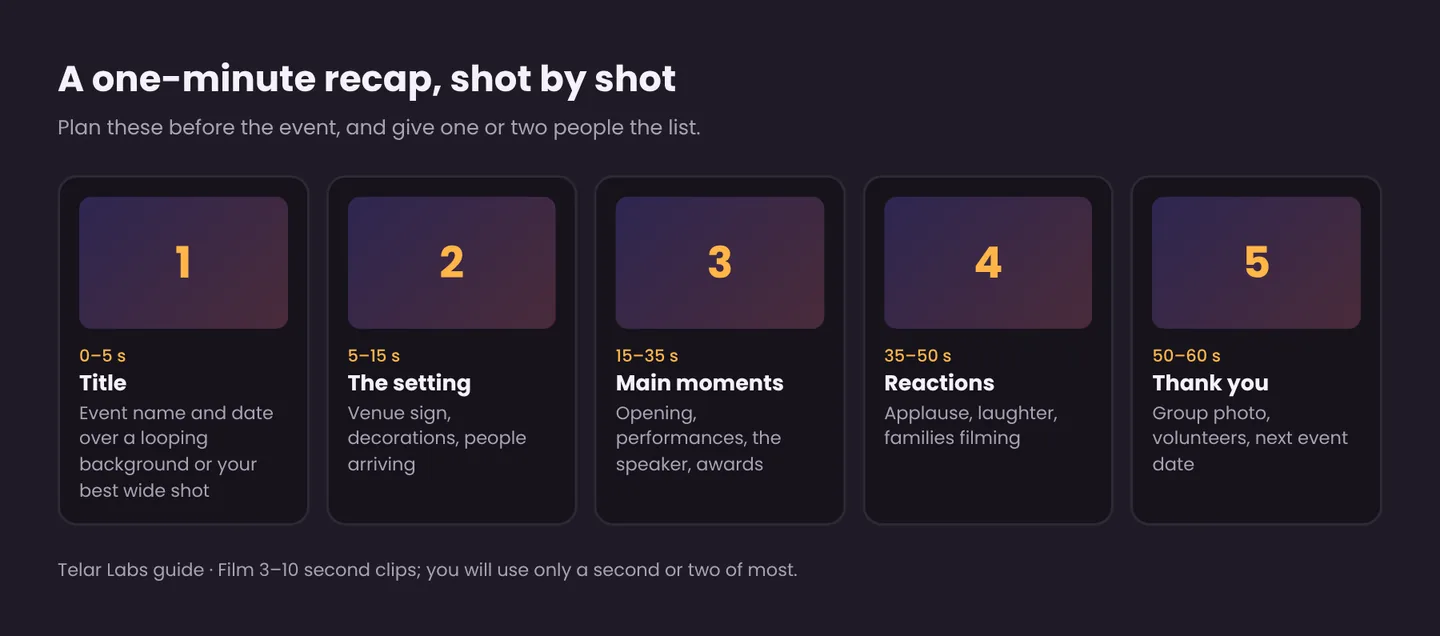 A one-minute recap, shot by shot
Plan these before the event, and give one or two people the list.
1
0–5 s
Title
Event name and date
over a looping
background or your
best wide shot
2
5–15 s
The setting
Venue sign,
decorations, people
arriving
3
15–35 s
Main moments
Opening,
performances, the
speaker, awards
4
35–50 s
Reactions
Applause, laughter,
families filming
5
50–60 s
Thank you
Group photo,
volunteers, next event
date
Telar Labs guide · Film 3–10 second clips; you will use only a second or two of most.